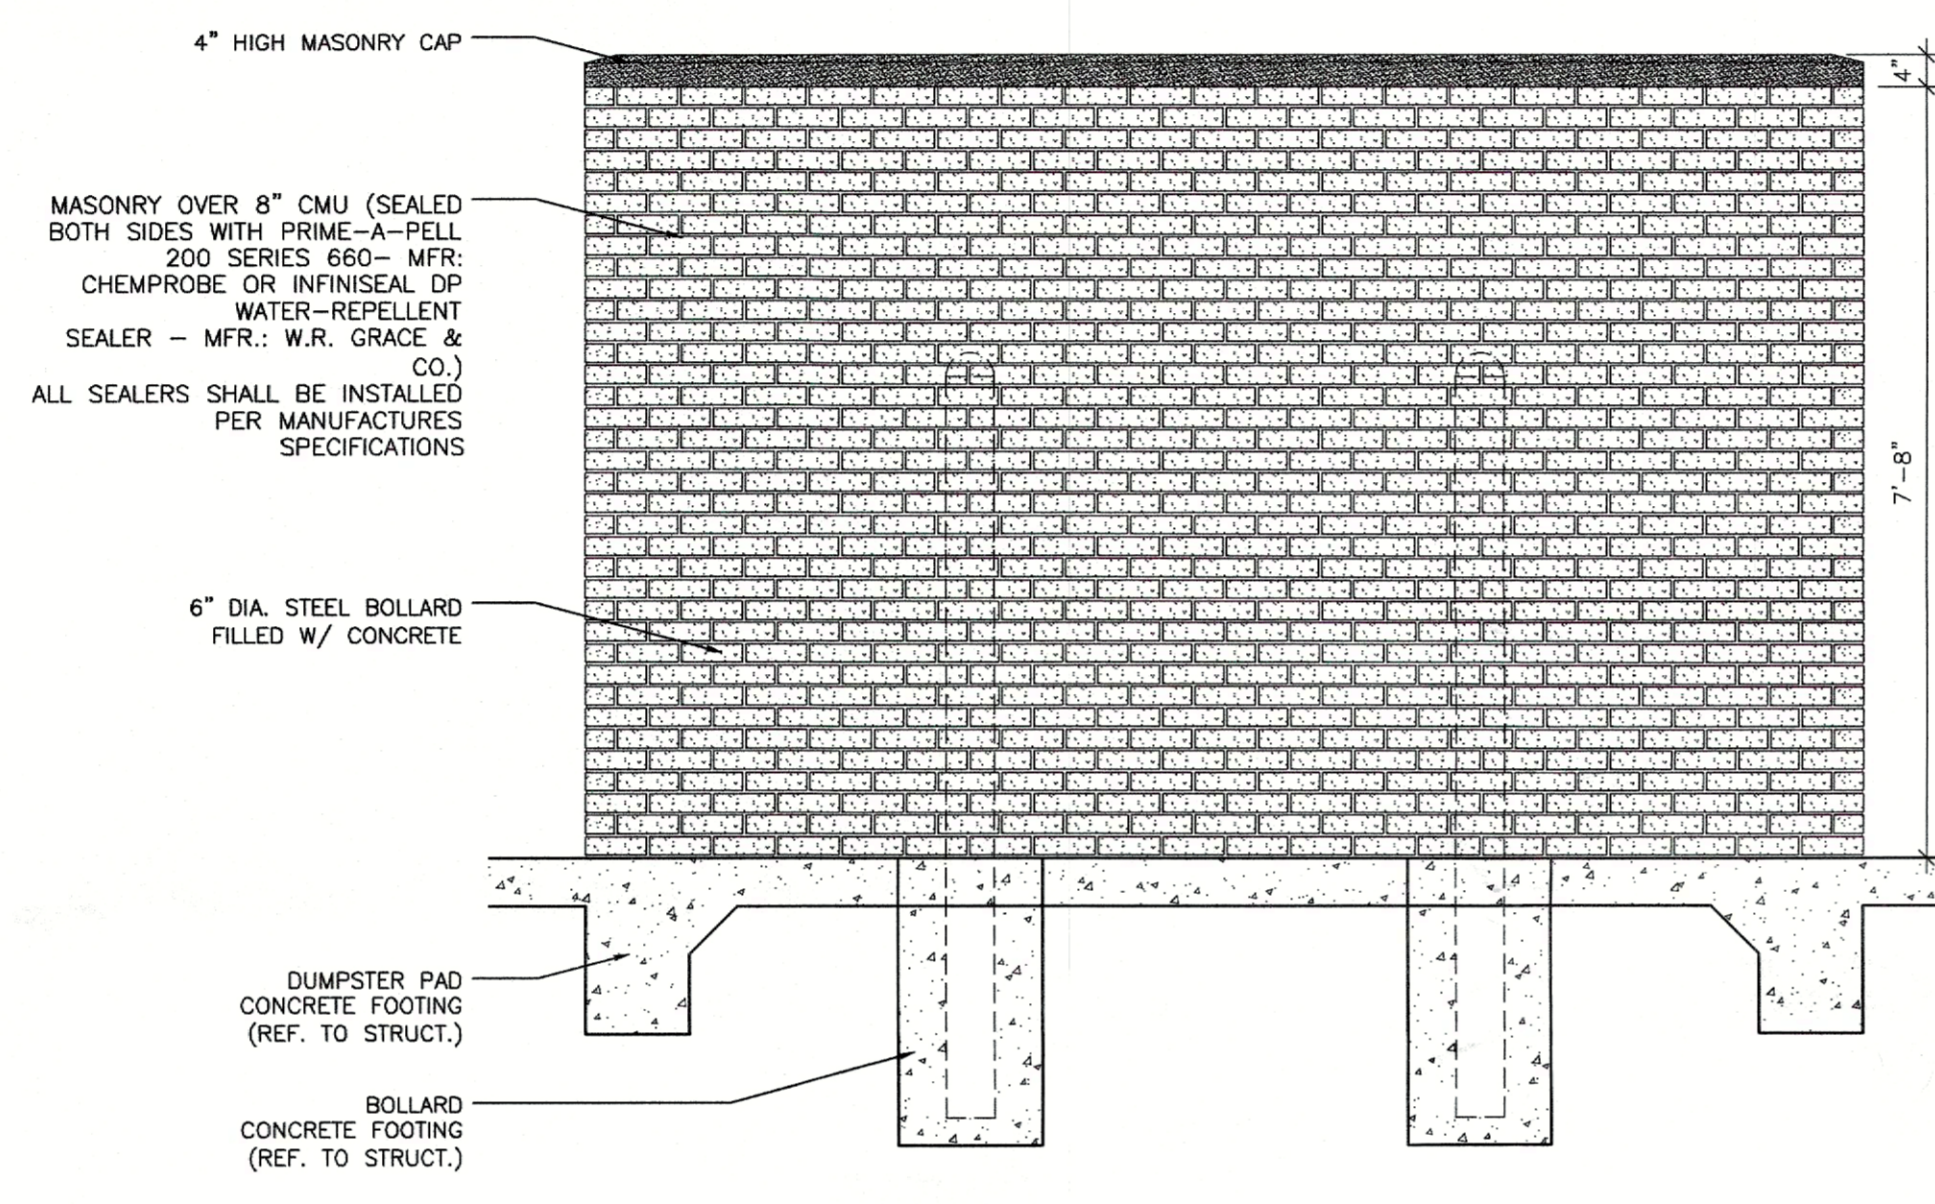 4" HIGH MASONRY CAP
4"
MASONRY OVER 8" CMU (SEALED
BOTH SIDES WITH PRIME-A-PELL
200 SERIES 660- MFR:
CHEMPROBE OR INFINISEAL DP
WATER-REPELLENT
SEALER - MFR.: W.R. GRACE &
CO.)
ALL SEALERS SHALL BE INSTALLED
PER MANUFACTURES
SPECIFICATIONS
7'-8"
6" DIA. STEEL BOLLARD
FILLED W/ CONCRETE
DUMPSTER PAD
CONCRETE FOOTING
(REF. TO STRUCT.)
BOLLARD
CONCRETE FOOTING
(REF. TO STRUCT.)